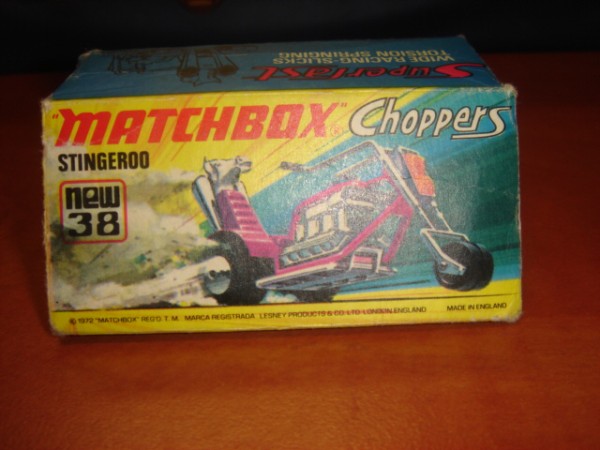 WIDE RACING SLICKS
TORSION SPRINGING
Superfast
"MATCHBOX"® Choppers
STINGEROO
new
38
© 1972 "MATCHBOX" REG'D. T. M. MARCA REGISTRADA LESNEY PRODUCTS & CO. LTD. LONDON, ENGLAND MADE IN ENGLAND